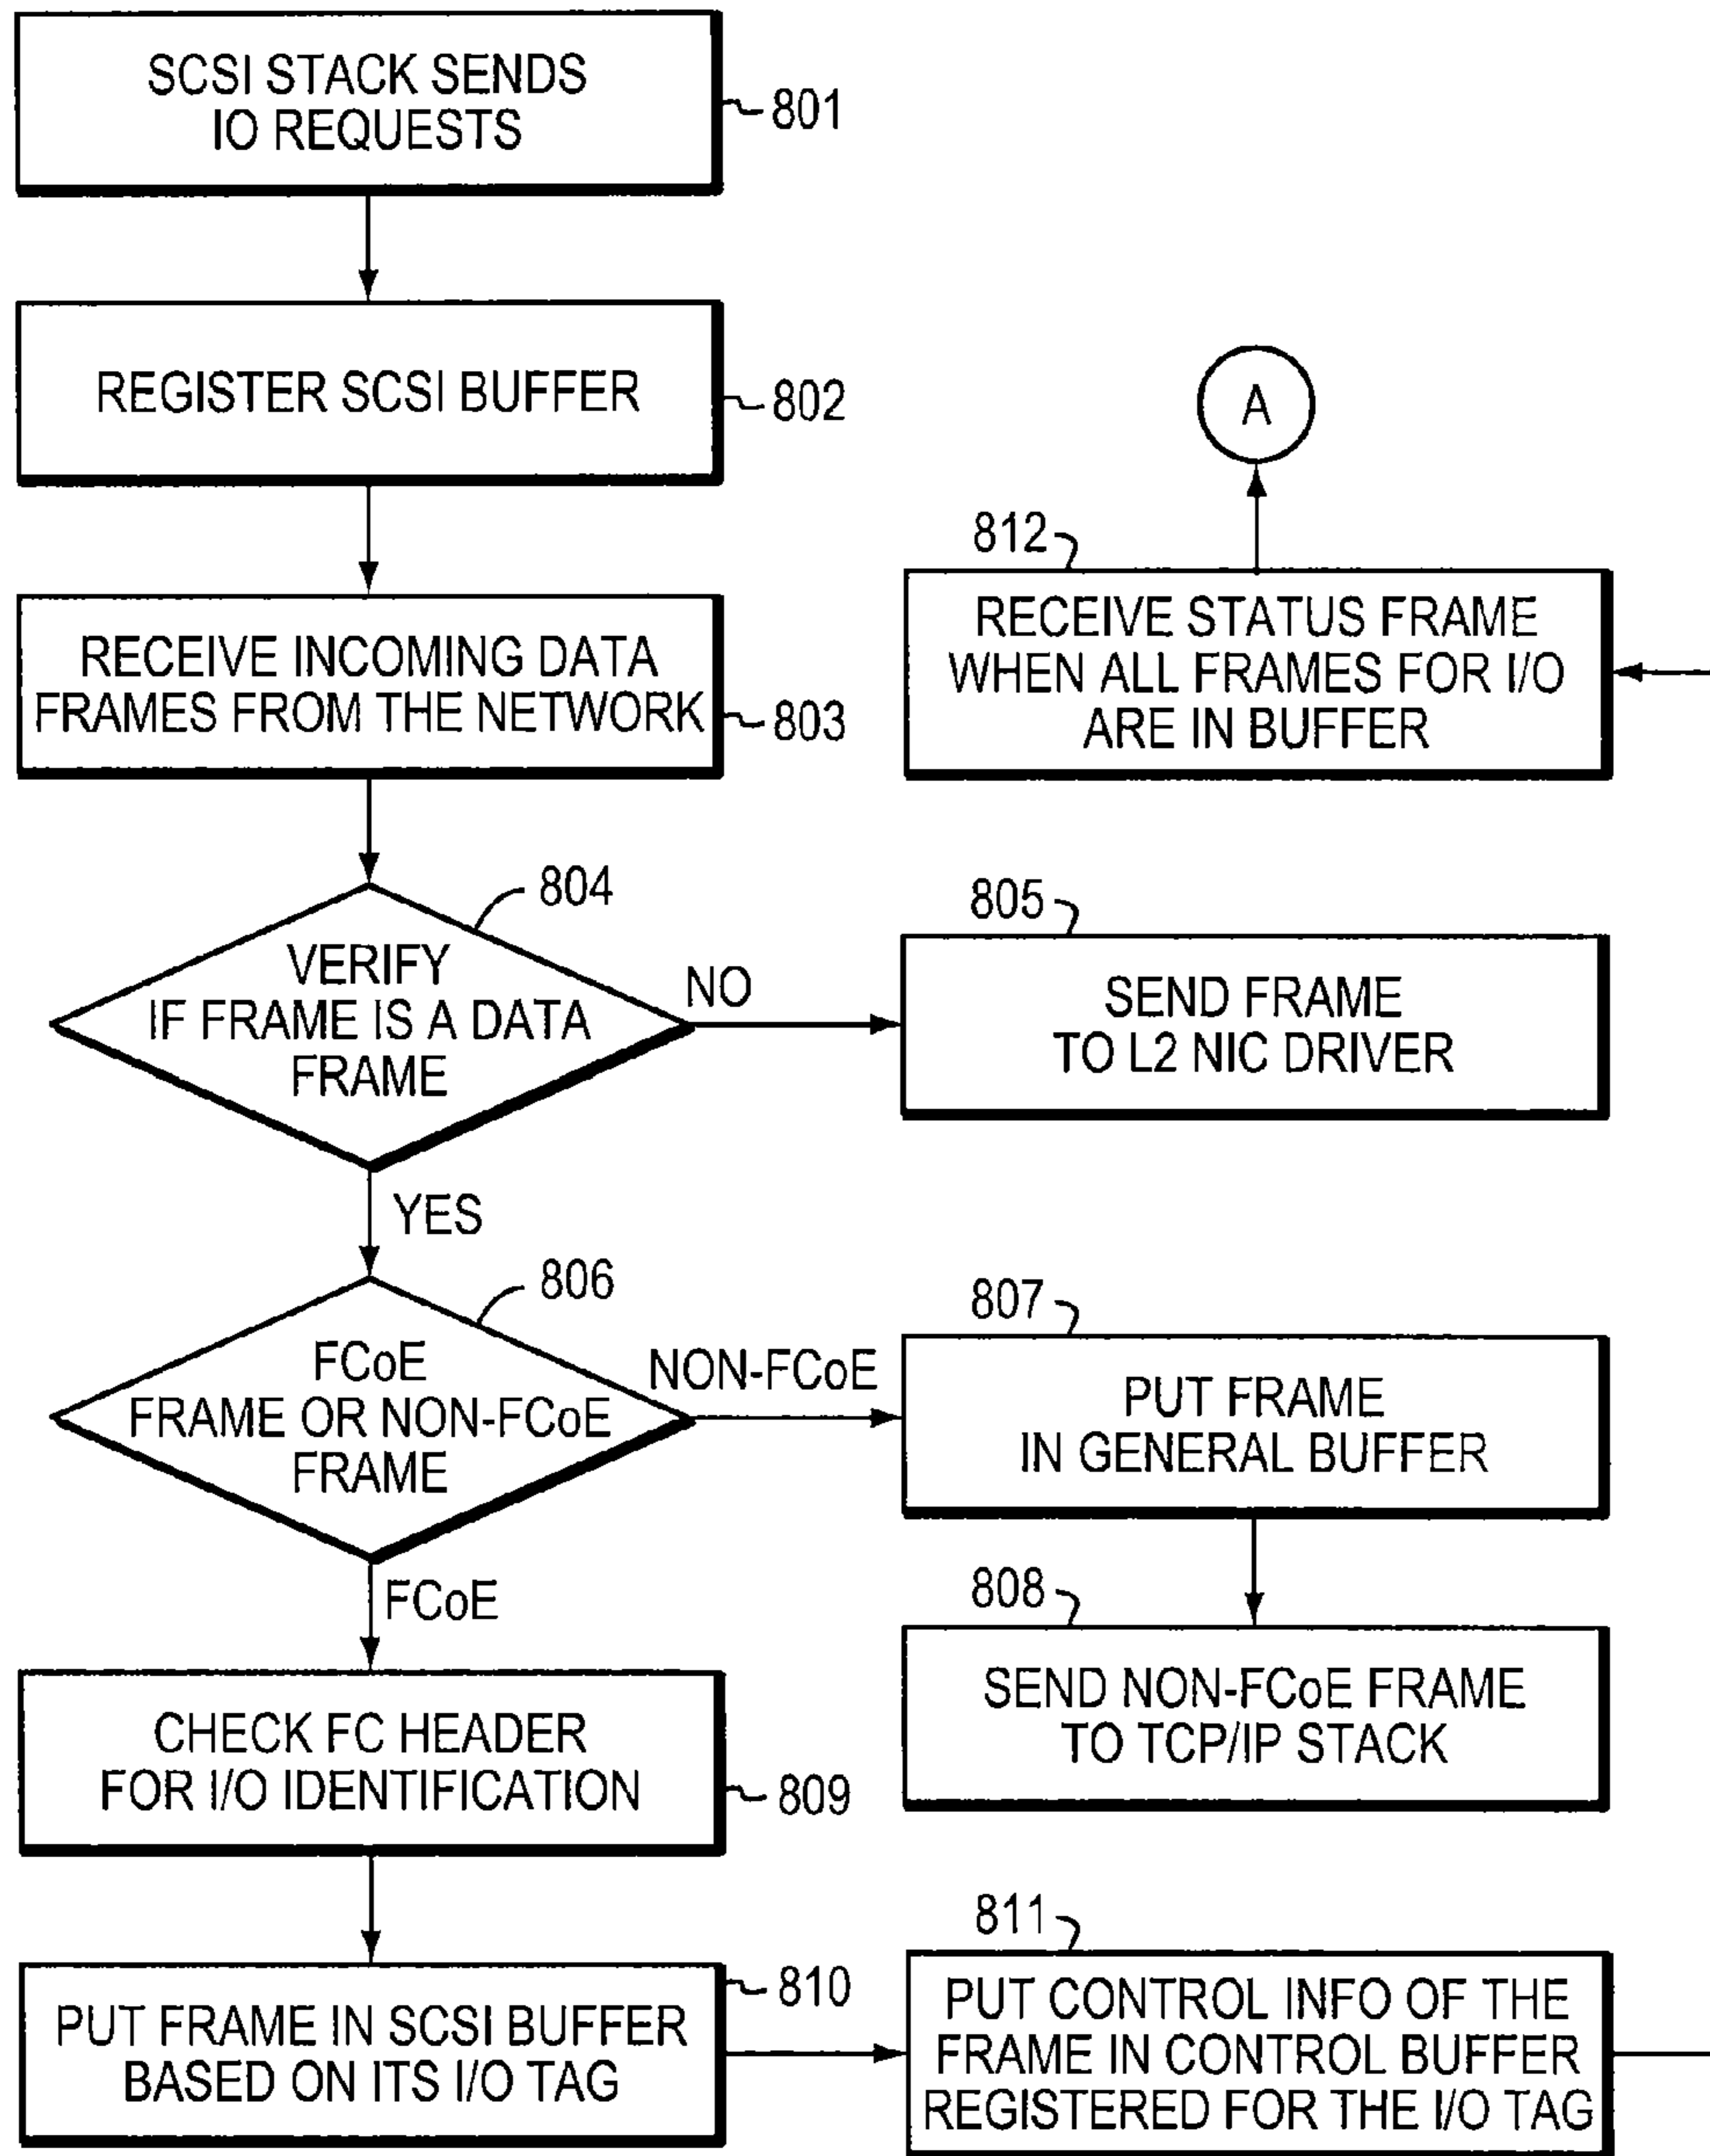 SCSI STACK SENDS
IO REQUESTS
801
REGISTER SCSI BUFFER
802
A
RECEIVE INCOMING DATA
FRAMES FROM THE NETWORK
803
812
RECEIVE STATUS FRAME
WHEN ALL FRAMES FOR I/O
ARE IN BUFFER
804
VERIFY
IF FRAME IS A DATA
FRAME
NO
805
SEND FRAME
TO L2 NIC DRIVER
YES
806
FCoE
FRAME OR NON-FCoE
FRAME
NON-FCoE
807
PUT FRAME
IN GENERAL BUFFER
FCoE
808
SEND NON-FCoE FRAME
TO TCP/IP STACK
CHECK FC HEADER
FOR I/O IDENTIFICATION
809
PUT FRAME IN SCSI BUFFER
BASED ON ITS I/O TAG
810
811
PUT CONTROL INFO OF THE
FRAME IN CONTROL BUFFER
REGISTERED FOR THE I/O TAG